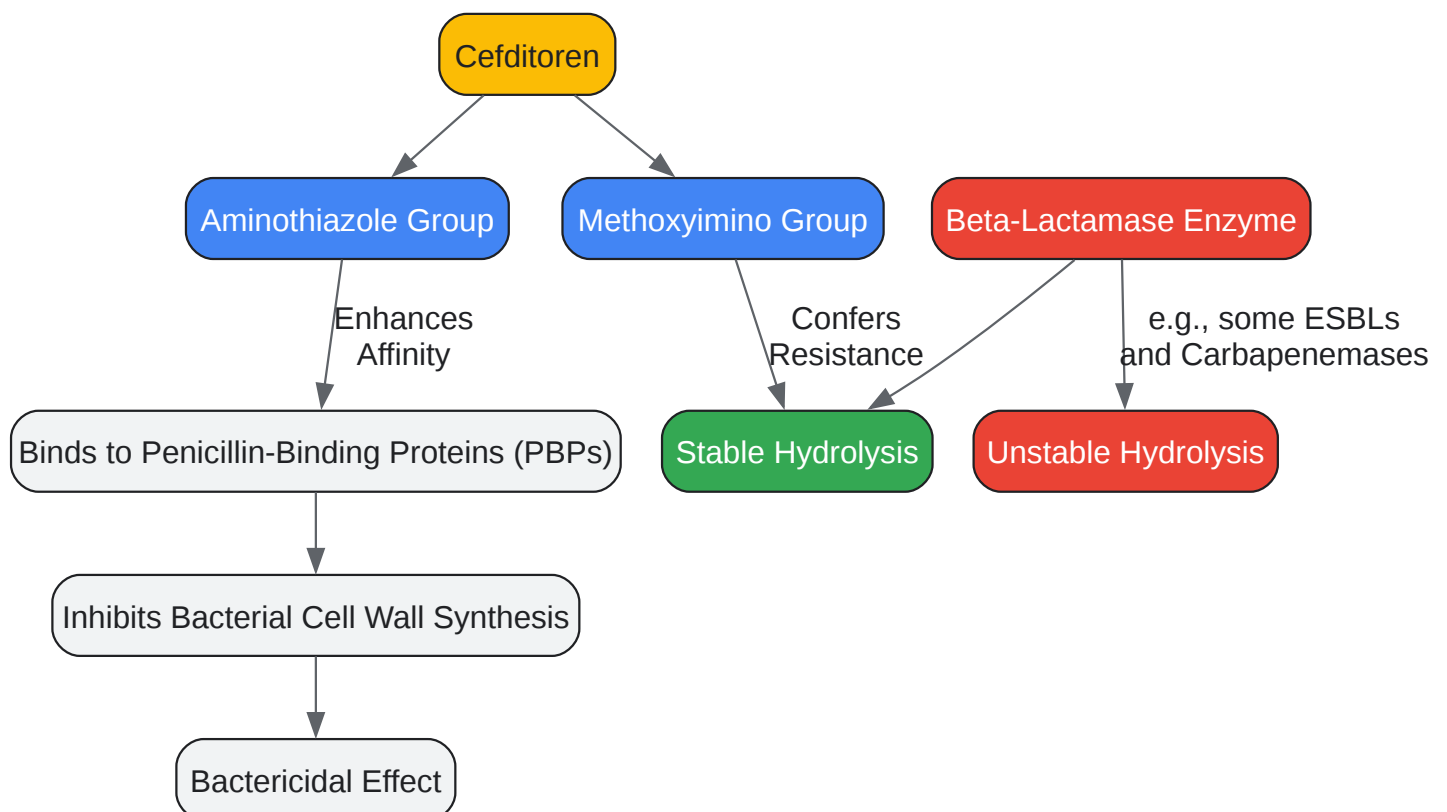 Cefditoren
Aminothiazole Group
Methoxyimino Group
Beta-Lactamase Enzyme
Enhances
Affinity
Confers
Resistance
e.g., some ESBLs
and Carbapenemases
Binds to Penicillin-Binding Proteins (PBPs)
Stable Hydrolysis
Unstable Hydrolysis
Inhibits Bacterial Cell Wall Synthesis
Bactericidal Effect